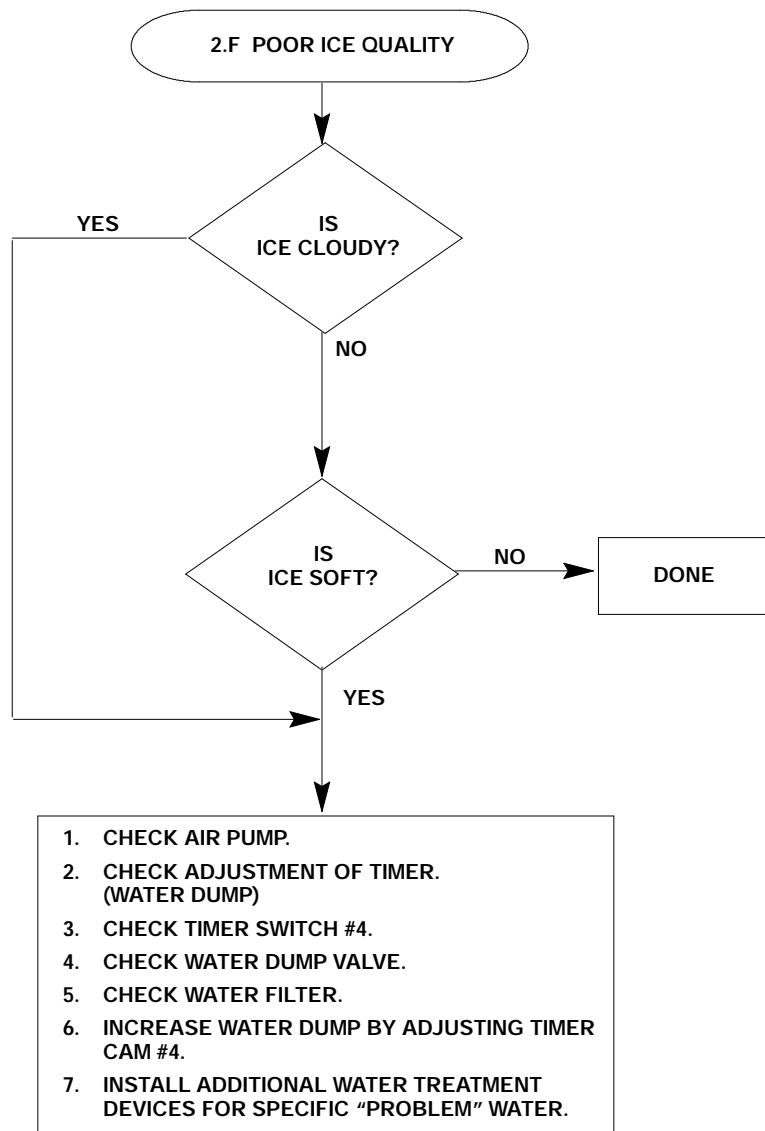 2.F POOR ICE QUALITY
IS
ICE CLOUDY?
YES
NO
IS
ICE SOFT?
NO
DONE
YES
1. CHECK AIR PUMP.
2. CHECK ADJUSTMENT OF TIMER.
(WATER DUMP)
3. CHECK TIMER SWITCH #4.
4. CHECK WATER DUMP VALVE.
5. CHECK WATER FILTER.
6. INCREASE WATER DUMP BY ADJUSTING TIMER
CAM #4.
7. INSTALL ADDITIONAL WATER TREATMENT
DEVICES FOR SPECIFIC “PROBLEM” WATER.